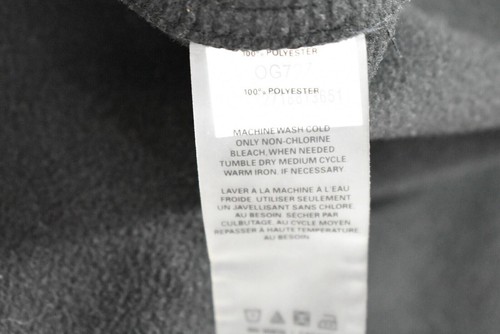 100% POLYESTER
100% POLYESTER
MACHINE WASH COLD
ONLY NON-CHLORINE
BLEACH, WHEN NEEDED
TUMBLE DRY MEDIUM CYCLE
WARM IRON. IF NECESSARY
LAVER A LA MACHINE A L'EAU
FROIDE. UTILISER SEULEMENT
UN JAVELLISANT SANS CHLORE
AU BESOIN. SÉCHER PAR
CULBUTAGE. AU CYCLE MOYEN.
REPASSER À HAUTE TEMPÉRATURE
AU BESOIN.